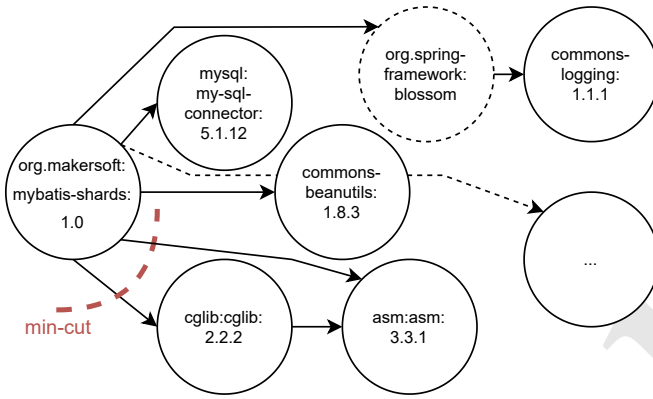 org.spring-
framework:
blossom
commons-
logging:
1.1.1
mysql:
my-sql-
connector:
5.1.12
org.makersoft:
mybatis-shards:
1.0
commons-
beanutils:
1.8.3
...
min-cut
cglib:cglib:
2.2.2
asm:asm:
3.3.1